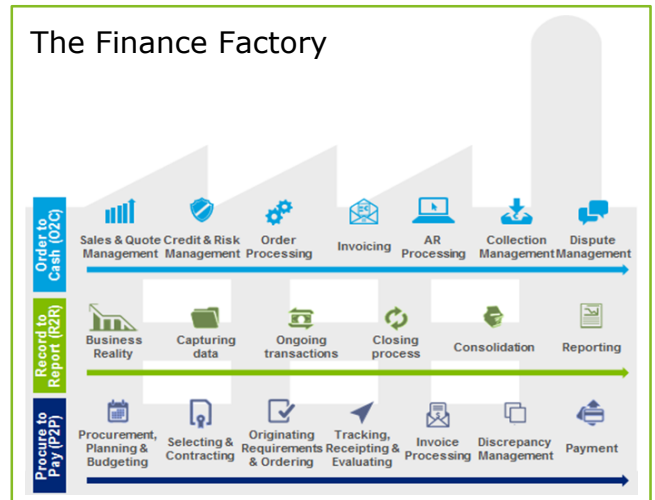 The Finance Factory
Order to
Cash (O2C)
Sales & Quote
Management
Credit & Risk
Management
Order
Processing
Invoicing
AR
Processing
Collection
Management
Dispute
Management
Record to
Report (R2R)
Business
Reality
Capturing
data
Ongoing
transactions
Closing
process
Consolidation
Reporting
Procure to
Pay (P2P)
Procurement,
Planning &
Budgeting
Selecting &
Contracting
Originating
Requirements
& Ordering
Tracking,
Receipting &
Evaluating
Invoice
Processing
Discrepancy
Management
Payment